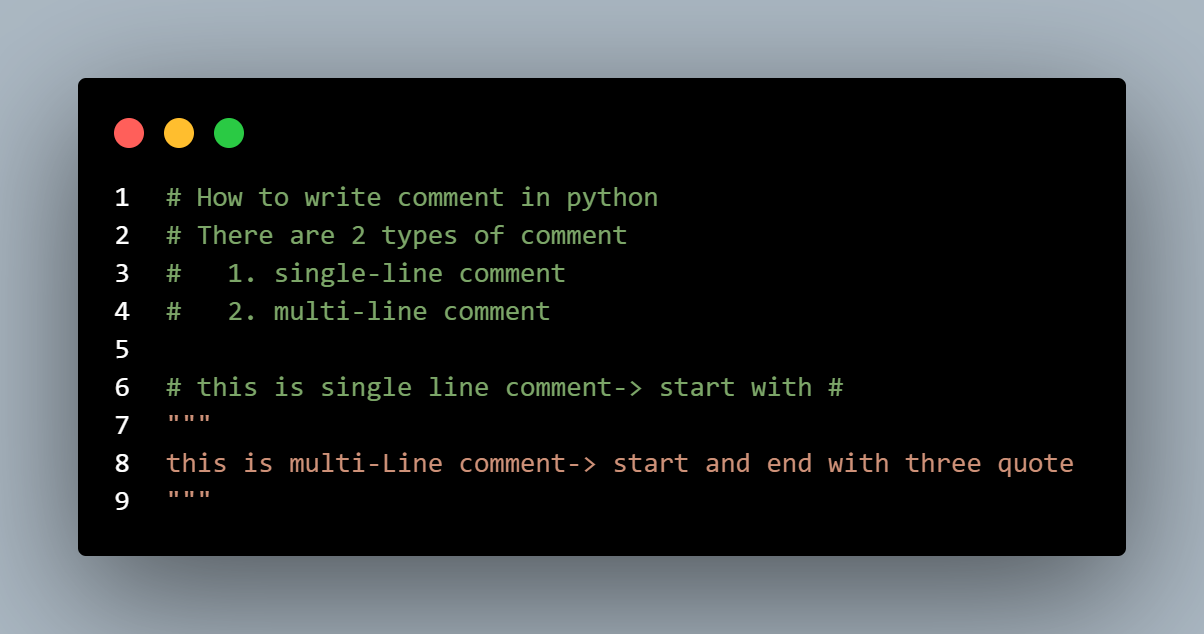 1 # How to write comment in python
2 # There are 2 types of comment
3 #   1. single-line comment
4 #   2. multi-line comment
5
6 # this is single line comment-> start with #
7 """
8 this is multi-Line comment-> start and end with three quote
9 """